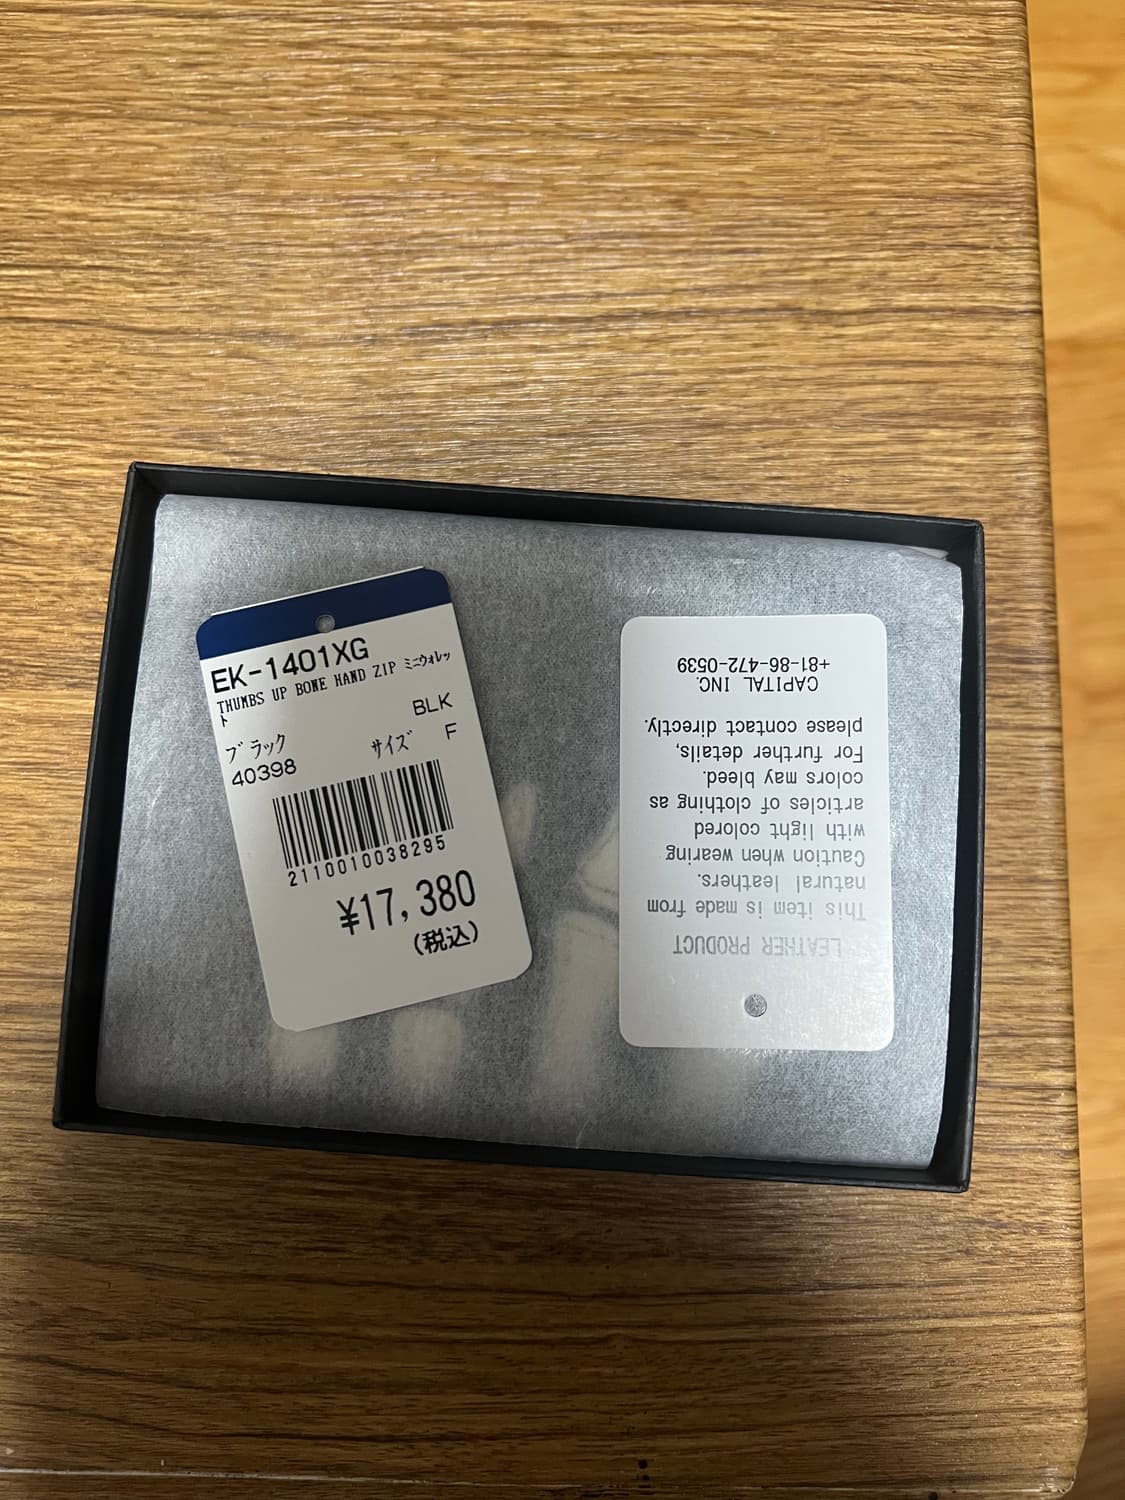 EK-1401XG
THUMBS UP BONE HAND ZIP ミニウォレッ
ト
BLK
ブラック サイズ F
40398
2110010038295
¥17,380
(税込)
LEATHER PRODUCT
This item is made from
natural leathers.
Caution when wearing
with light colored
articles of clothing as
colors may bleed.
For further details,
please contact directly.
CAPITAL INC.
+81-86-472-0539